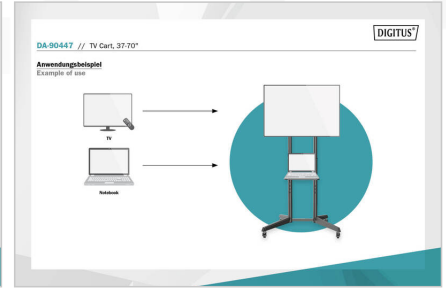 DIGITUS®
DA-90447 // TV Cart, 37-70"
Anwendungsbeispiel
Example of use
TV
Notebook